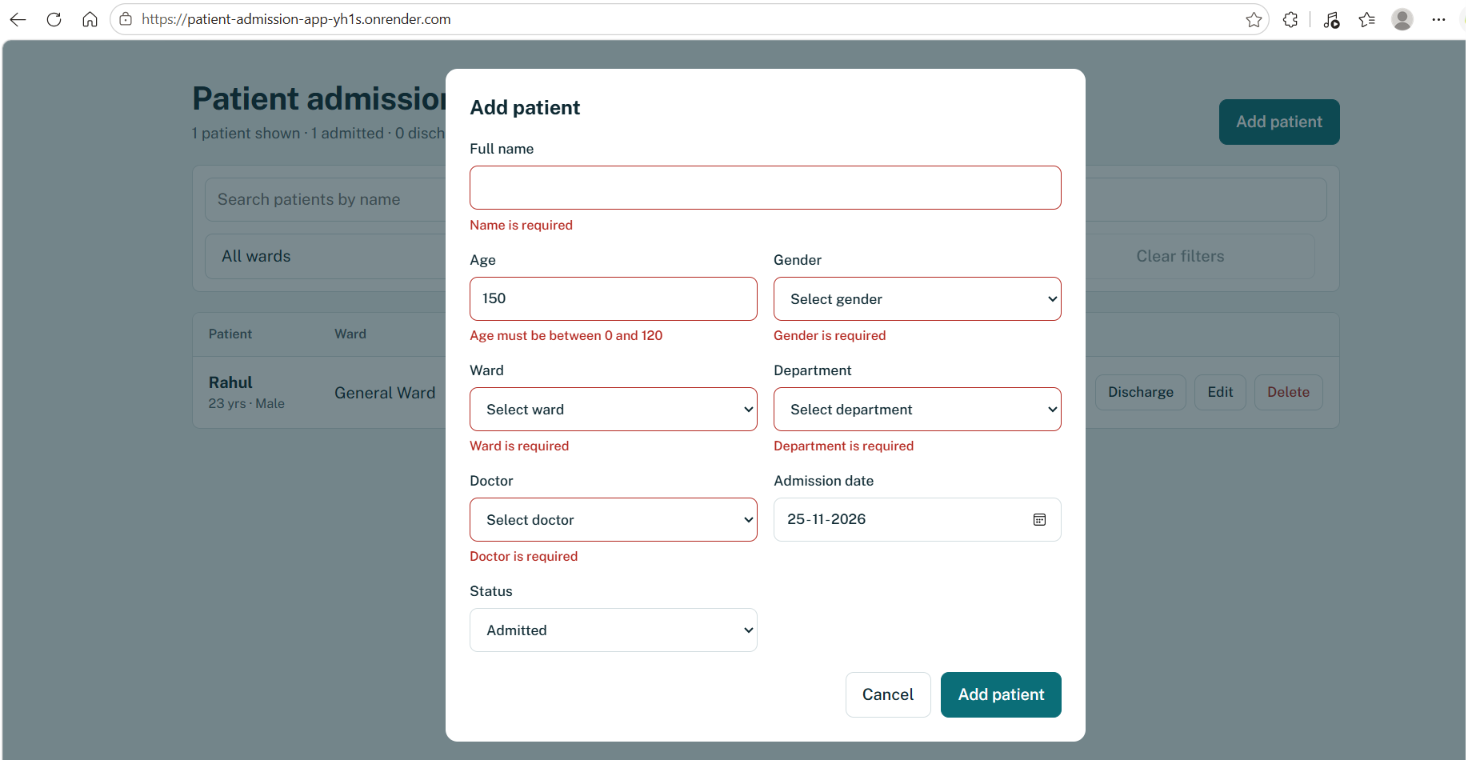 https://patient-admission-app-yh1s.onrender.com
Patient admission
1 patient shown · 1 admitted · 0 disch
Add patient
Search patients by name
All wards
Clear filters
Patient Ward
Rahul
23 yrs · Male
General Ward
Discharge Edit Delete
Add patient
Full name
Name is required
Age Gender
150 Select gender
Age must be between 0 and 120 Gender is required
Ward Department
Select ward Select department
Ward is required Department is required
Doctor Admission date
Select doctor 25-11-2026
Doctor is required
Status
Admitted
Cancel Add patient